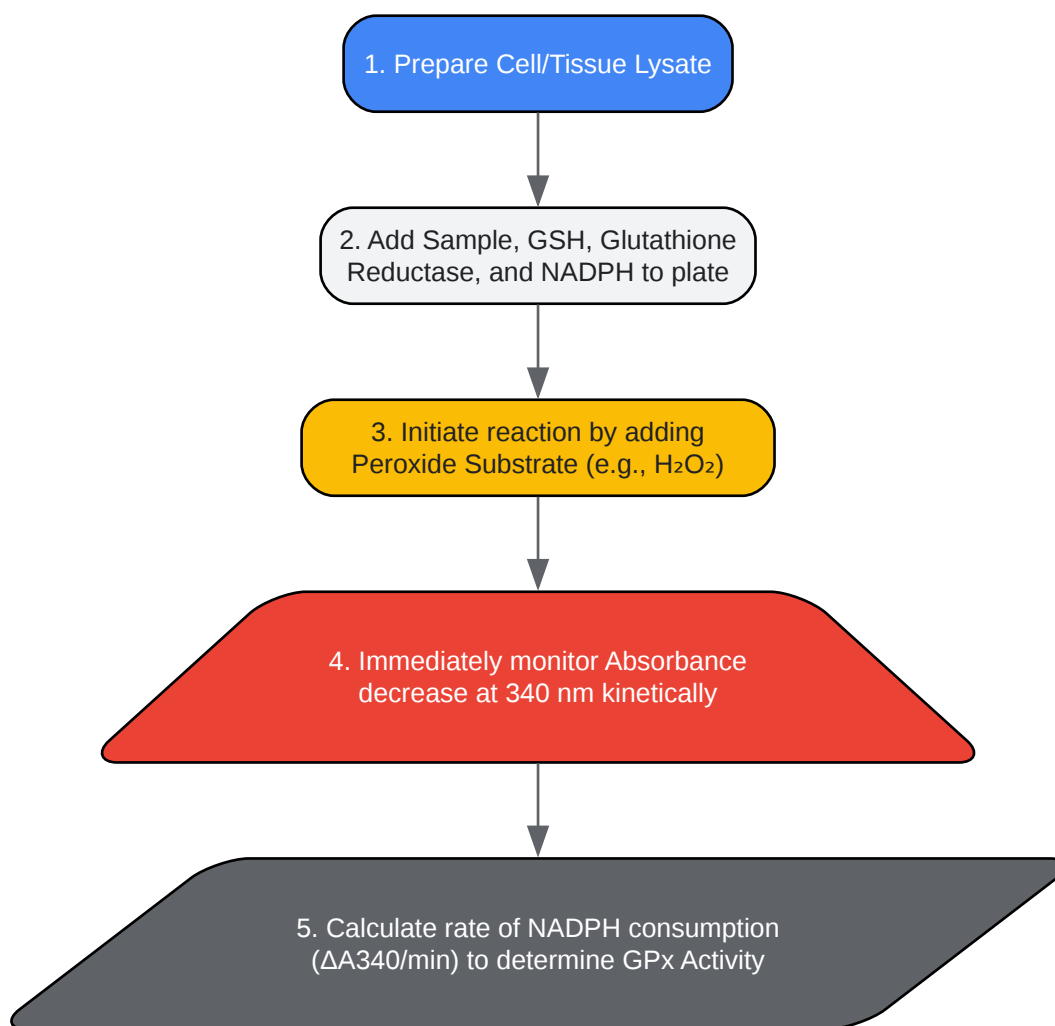 1. Prepare Cell/Tissue Lysate
2. Add Sample, GSH, Glutathione
Reductase, and NADPH to plate
3. Initiate reaction by adding
Peroxide Substrate (e.g., H₂O₂)
4. Immediately monitor Absorbance
decrease at 340 nm kinetically
5. Calculate rate of NADPH consumption
(ΔA340/min) to determine GPx Activity